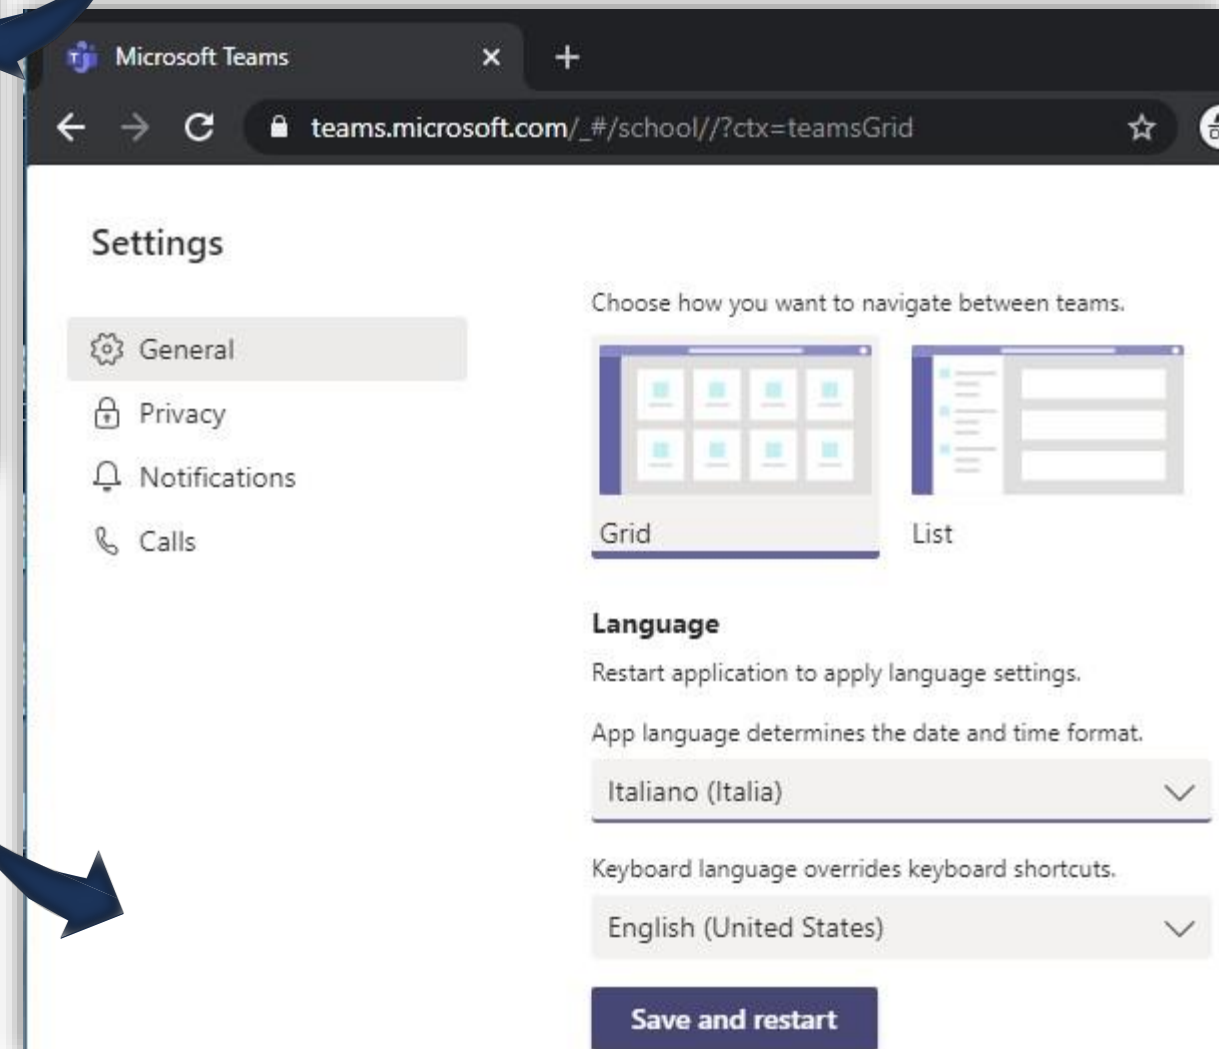 Microsoft Teams
teams.microsoft.com/_#/school//?ctx=teamsGrid
Settings
General
Privacy
Notifications
Calls
Choose how you want to navigate between teams.
Grid
List
Language
Restart application to apply language settings.
App language determines the date and time format.
Italiano (Italia)
Keyboard language overrides keyboard shortcuts.
English (United States)
Save and restart